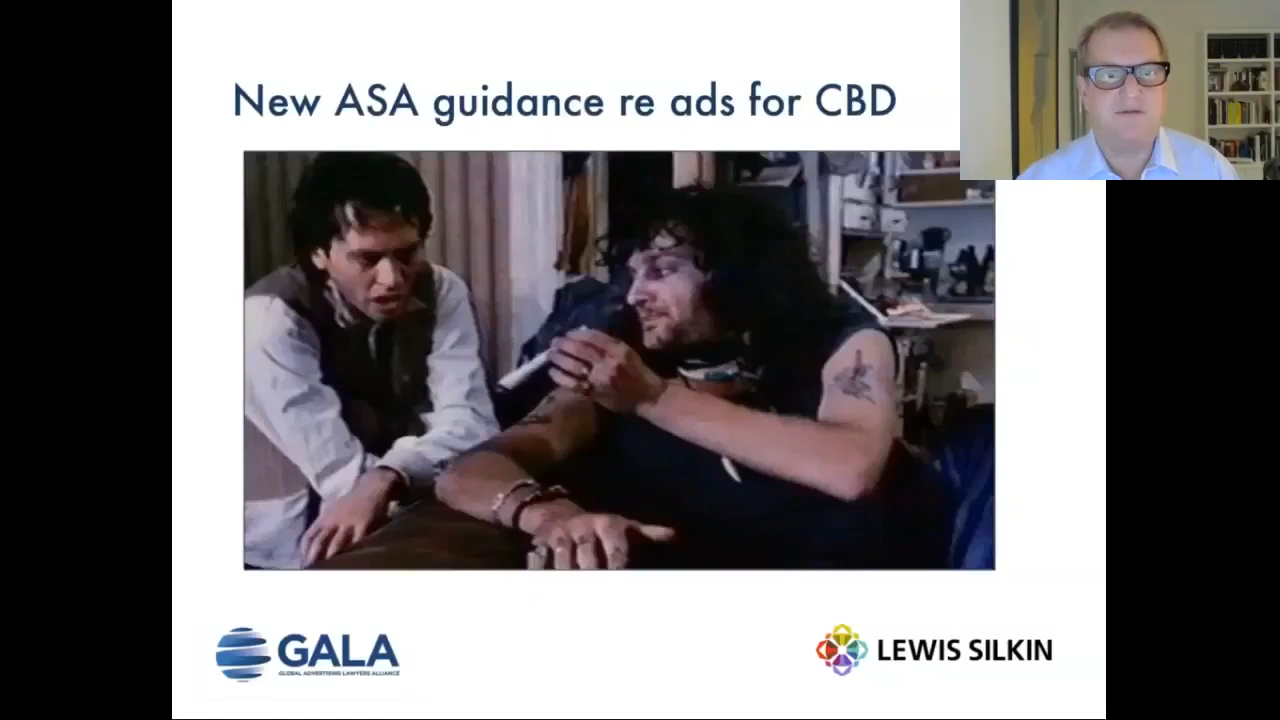 New ASA guidance re ads for CBD
GALA
GLOBAL ADVERTISING LAWYERS ALLIANCE
LEWIS SILKIN